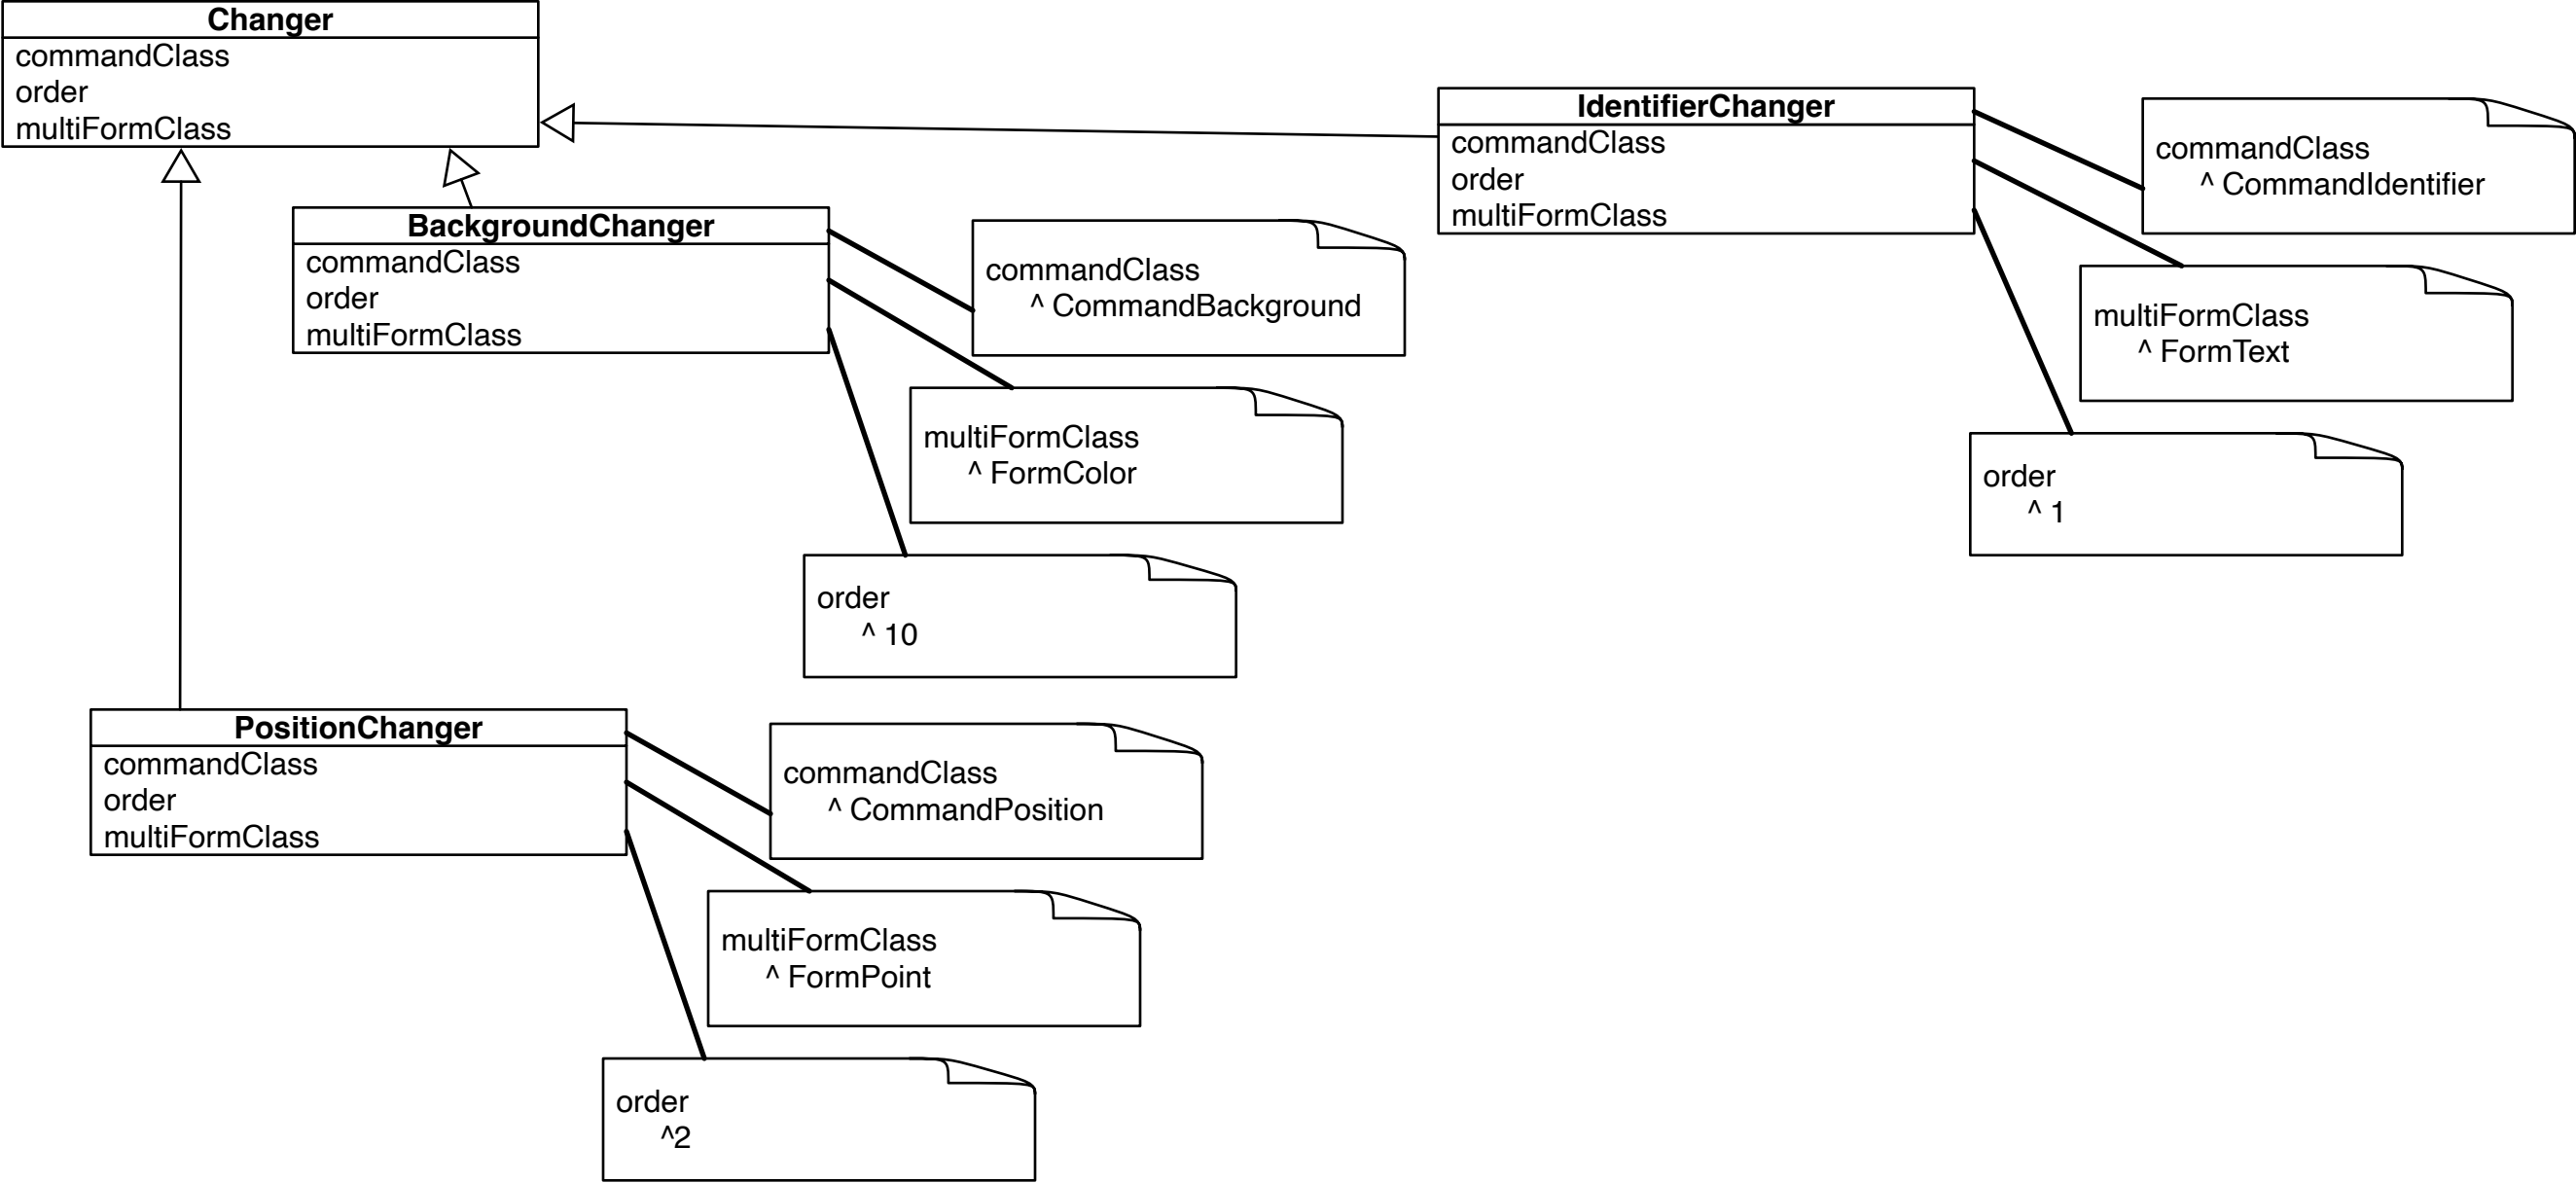 Changer
commandClass
order
multiFormClass
IdentifierChanger
commandClass
order
multiFormClass
commandClass
^ CommandIdentifier
multiFormClass
^ FormText
order
^ 1
BackgroundChanger
commandClass
order
multiFormClass
commandClass
^ CommandBackground
multiFormClass
^ FormColor
order
^ 10
PositionChanger
commandClass
order
multiFormClass
commandClass
^ CommandPosition
multiFormClass
^ FormPoint
order
^2